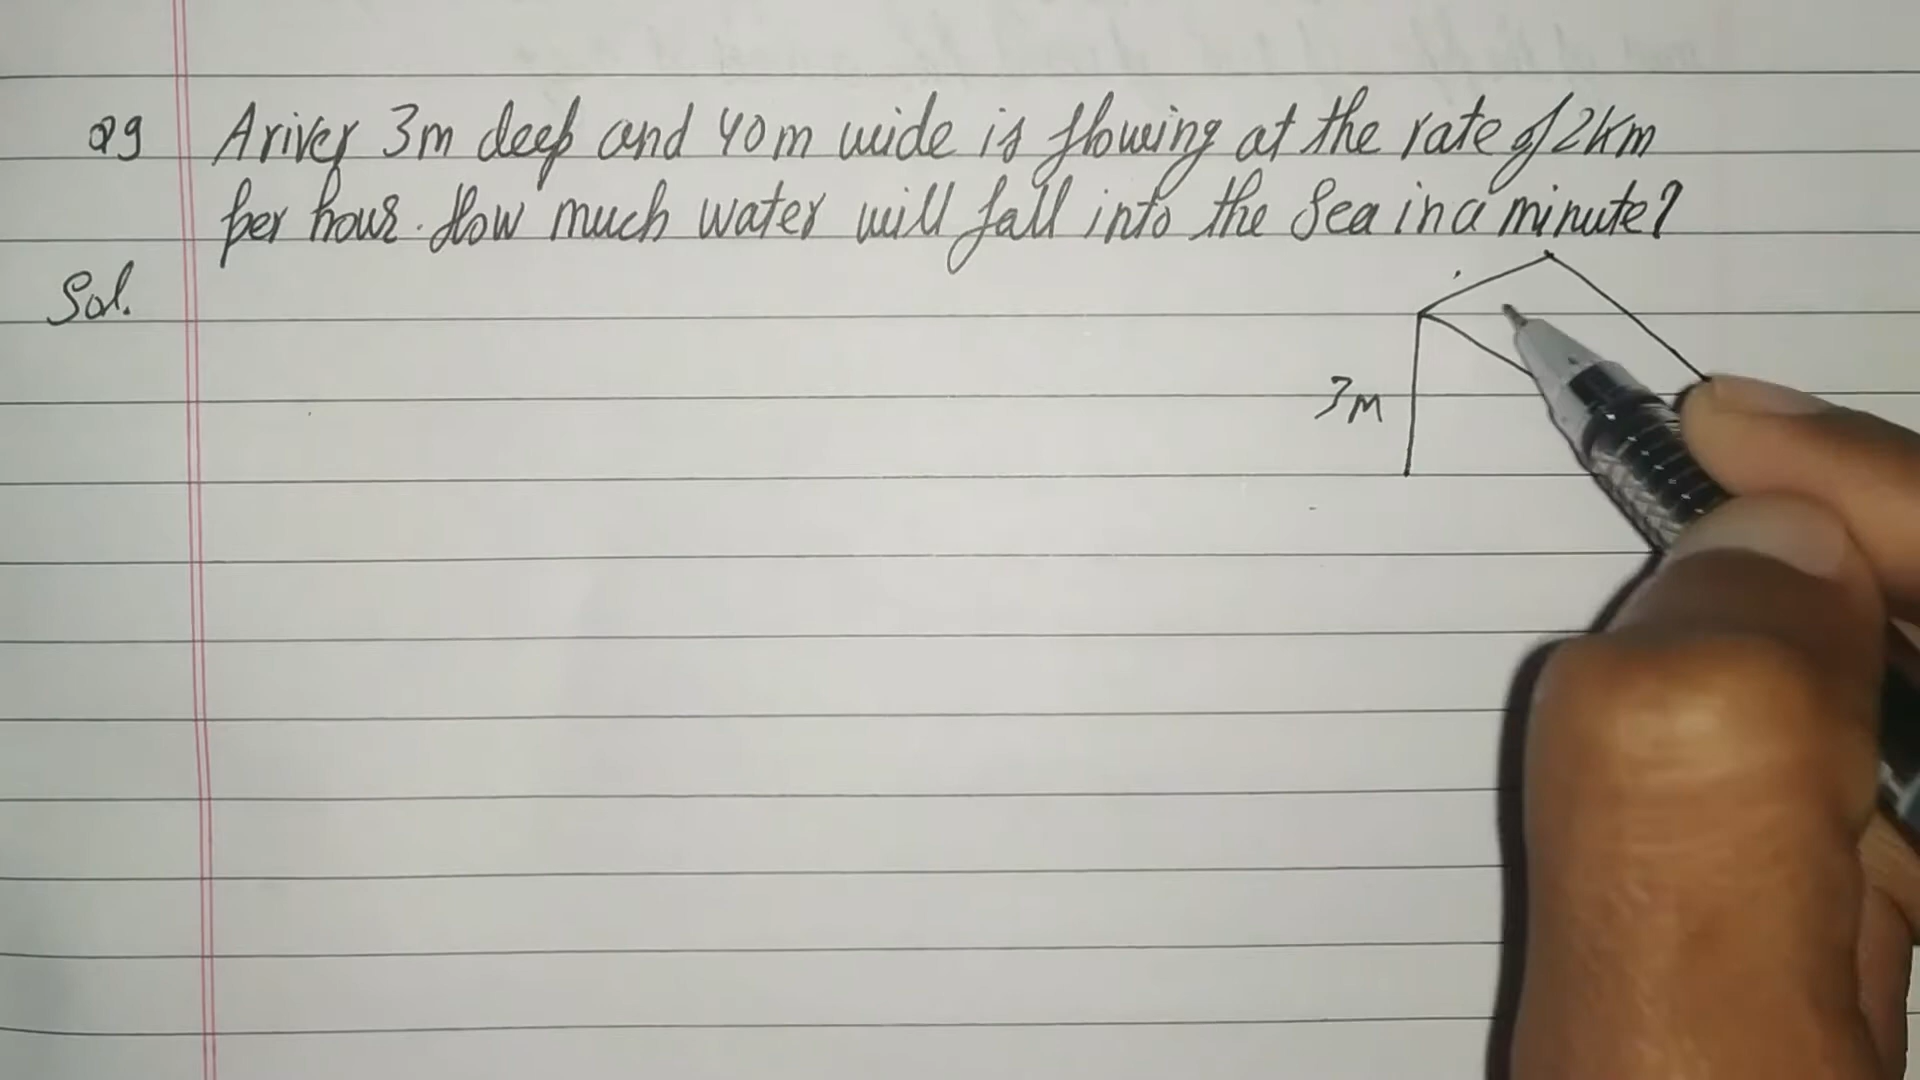 Q9 A river 3m deep and 40m wide is flowing at the rate of 2km
per hour. How much water will fall into the Sea in a minute?
Sol.
3m